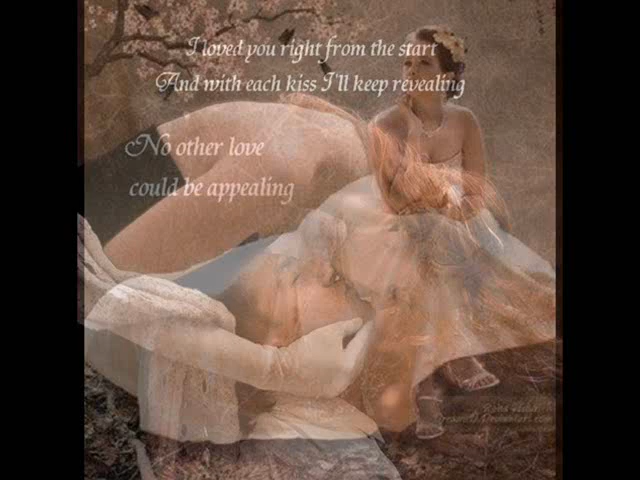 I loved you right from the start
And with each kiss I'll keep revealing
No other love
could be appealing